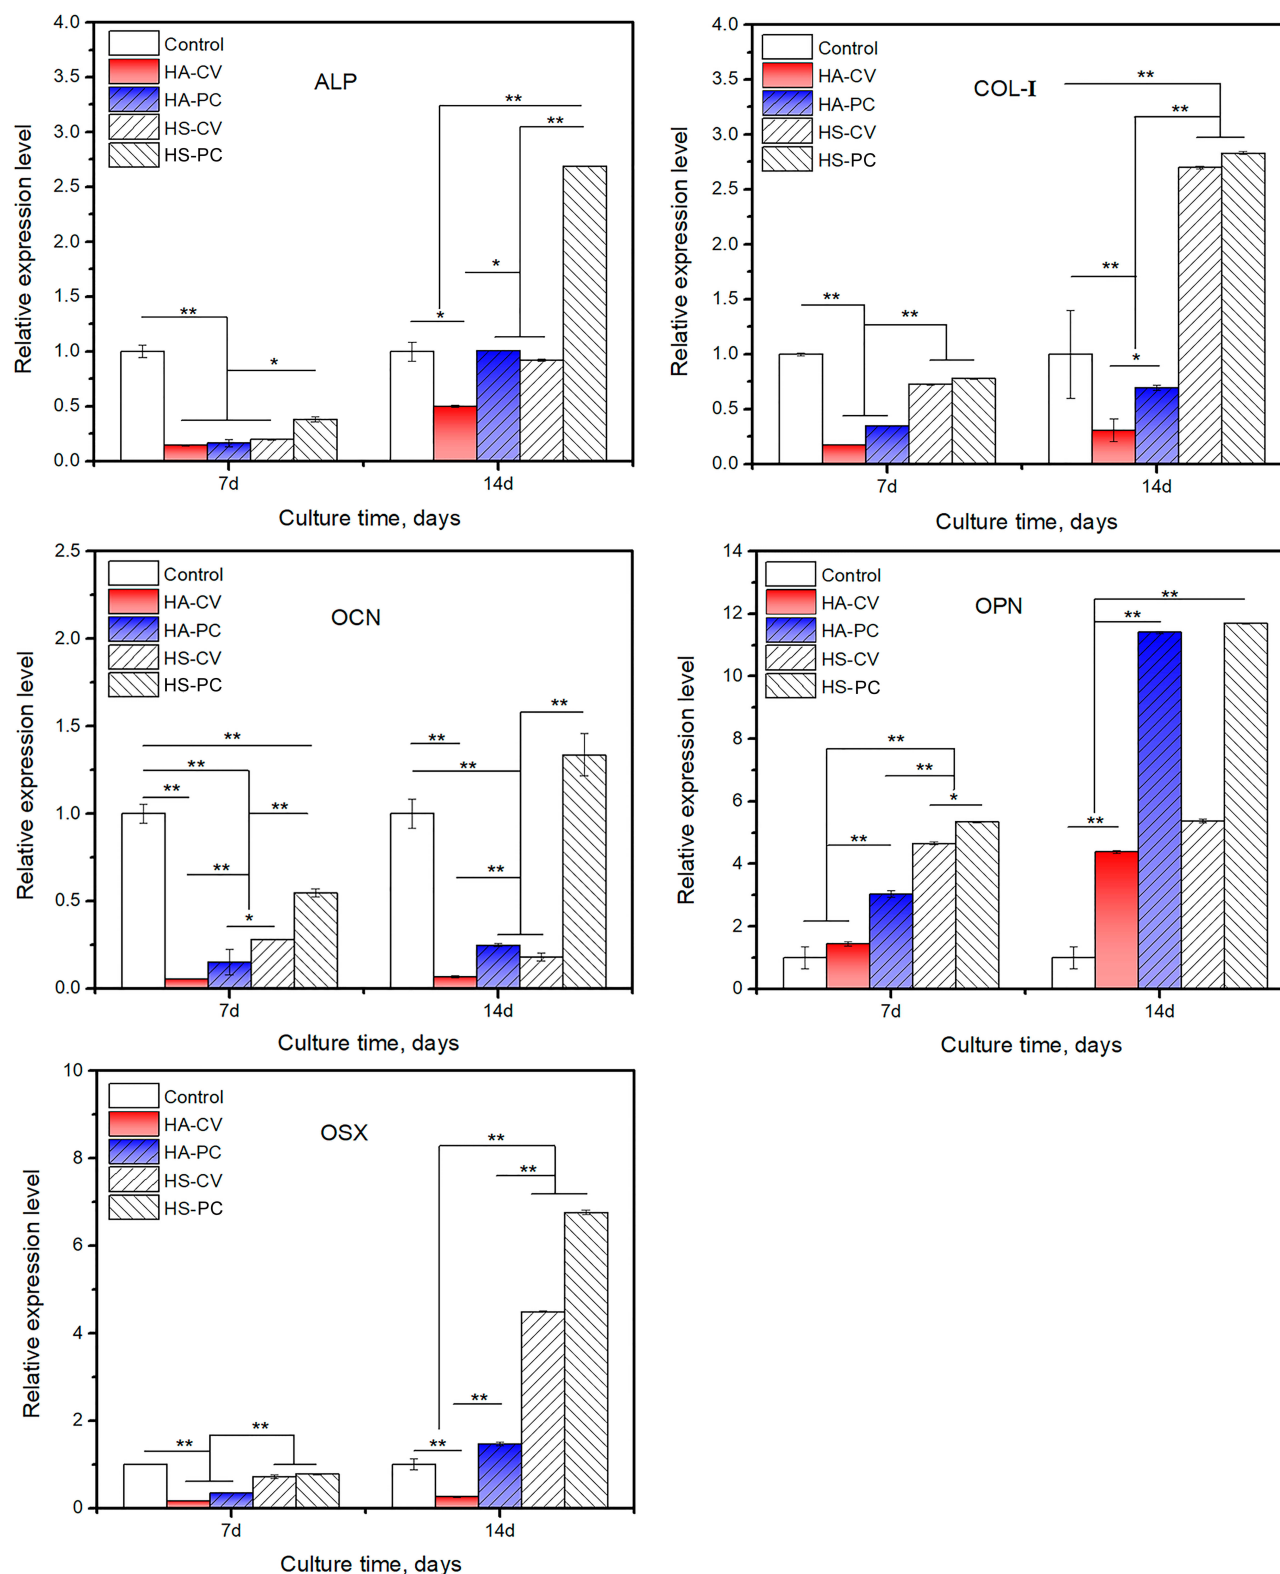 ALP
Control
HA-CV
HA-PC
HS-CV
HS-PC
Relative expression level
4.0
3.5
3.0
2.5
2.0
1.5
1.0
0.5
0.0
**
*
*
*
**
**
7d
14d
Culture time, days
COL-I
Control
HA-CV
HA-PC
HS-CV
HS-PC
Relative expression level
4.0
3.5
3.0
2.5
2.0
1.5
1.0
0.5
0.0
**
**
**
*
**
**
7d
14d
Culture time, days
OCN
Control
HA-CV
HA-PC
HS-CV
HS-PC
Relative expression level
2.5
2.0
1.5
1.0
0.5
0.0
**
**
**
**
**
*
**
**
**
**
7d
14d
Culture time, days
OPN
Control
HA-CV
HA-PC
HS-CV
HS-PC
Relative expression level
14
12
10
8
6
4
2
0
**
**
*
**
**
**
**
7d
14d
Culture time, days
OSX
Control
HA-CV
HA-PC
HS-CV
HS-PC
Relative expression level
10
8
6
4
2
0
**
**
**
**
**
**
7d
14d
Culture time, days